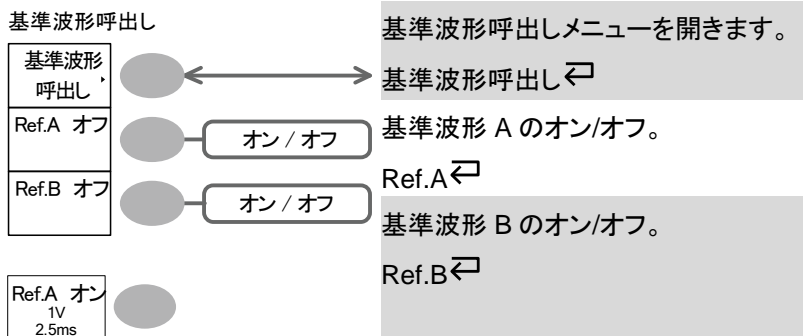 基準波形呼出し
基準波形
呼出し
Ref.A オフ
オン / オフ
Ref.B オフ
オン / オフ
Ref.A オン
1V
2.5ms
基準波形呼出しメニューを開きます。
基準波形呼出し
基準波形 A のオン/オフ。
Ref.A
基準波形 B のオン/オフ。
Ref.B